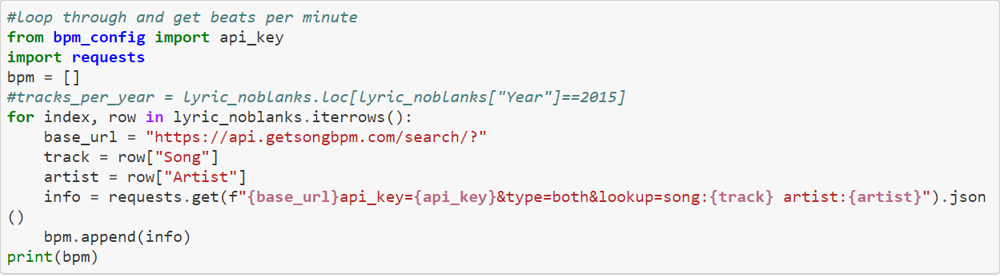 #loop through and get beats per minute
from bpm_config import api_key
import requests
bpm = []
#tracks_per_year = lyric_noblanks.loc[lyric_noblanks["Year"]==2015]
for index, row in lyric_noblanks.iterrows():
    base_url = "https://api.getsongbpm.com/search/?"
    track = row["Song"]
    artist = row["Artist"]
    info = requests.get(f"{base_url}api_key={api_key}&type=both&lookup=song:{track} artist:{artist}").json
()
    bpm.append(info)
print(bpm)